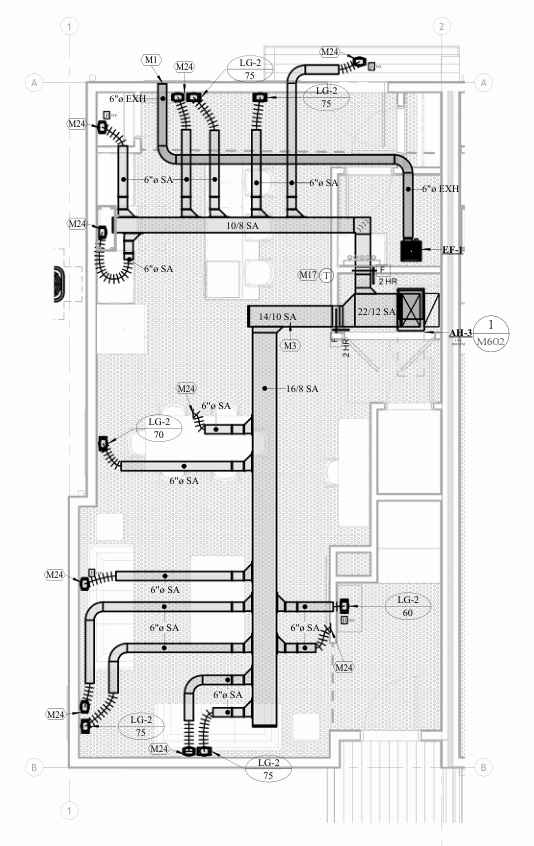 1
2
M24
M1
M24
LG-2
75
A
A
6"ø EXH
LG-2
75
M24
6"ø SA
6"ø SA
6"ø EXH
M24
10/8 SA
EF-1
6"ø SA
M17
T
F
2 HR
14/10 SA
22/12 SA
1
M602
AH-3
M3
F
2 HR
16/8 SA
M24
6"ø SA
LG-2
70
6"ø SA
M24
6"ø SA
LG-2
60
6"ø SA
6"ø SA
M24
6"ø SA
M24
LG-2
75
M24
LG-2
75
B
B
1